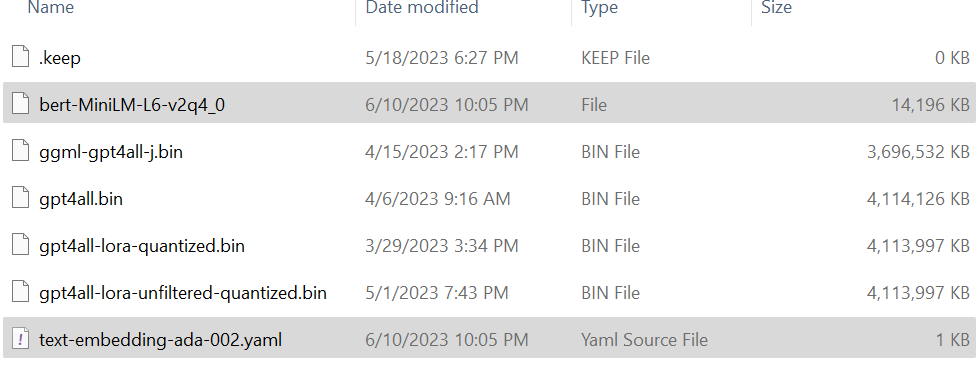 Name Date modified Type Size
.keep 5/18/2023 6:27 PM KEEP File 0 KB
bert-MiniLM-L6-v2q4_0 6/10/2023 10:05 PM File 14,196 KB
ggml-gpt4all-j.bin 4/15/2023 2:17 PM BIN File 3,696,532 KB
gpt4all.bin 4/6/2023 9:16 AM BIN File 4,114,126 KB
gpt4all-lora-quantized.bin 3/29/2023 3:34 PM BIN File 4,113,997 KB
gpt4all-lora-unfiltered-quantized.bin 5/1/2023 7:43 PM BIN File 4,113,997 KB
text-embedding-ada-002.yaml 6/10/2023 10:05 PM Yaml Source File 1 KB